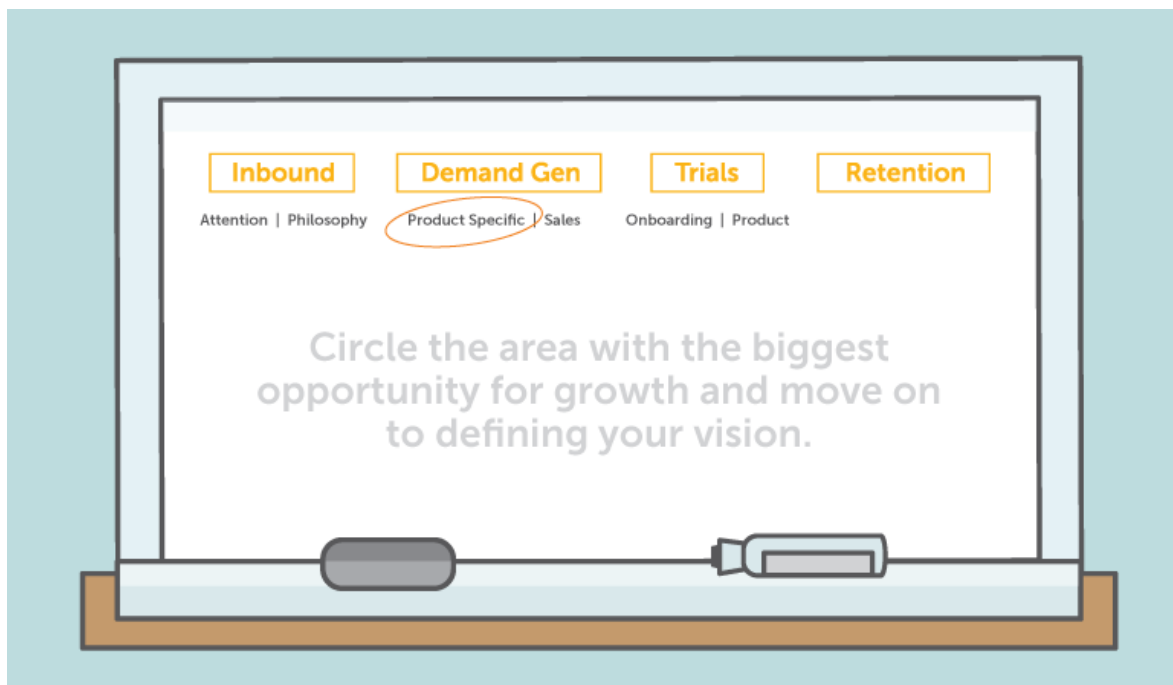 Inbound Demand Gen Trials Retention
Attention | Philosophy Product Specific | Sales Onboarding | Product
Circle the area with the biggest
opportunity for growth and move on
to defining your vision.